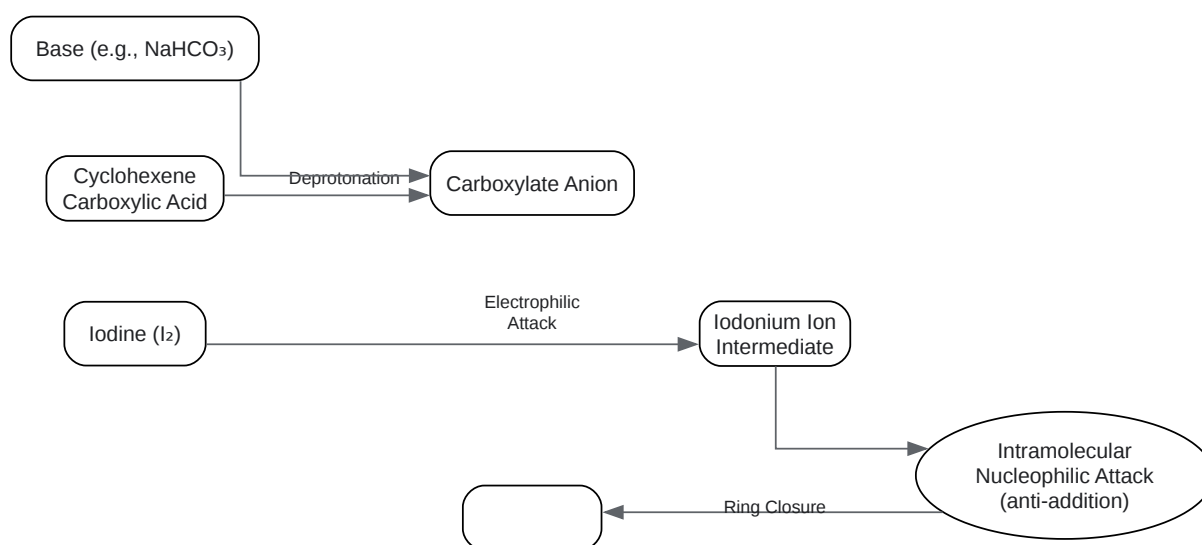 Base (e.g., NaHCO₃)
Cyclohexene
Carboxylic Acid
Deprotonation
Carboxylate Anion
Iodine (I₂)
Electrophilic
Attack
Iodonium Ion
Intermediate
Intramolecular
Nucleophilic Attack
(anti-addition)
Ring Closure